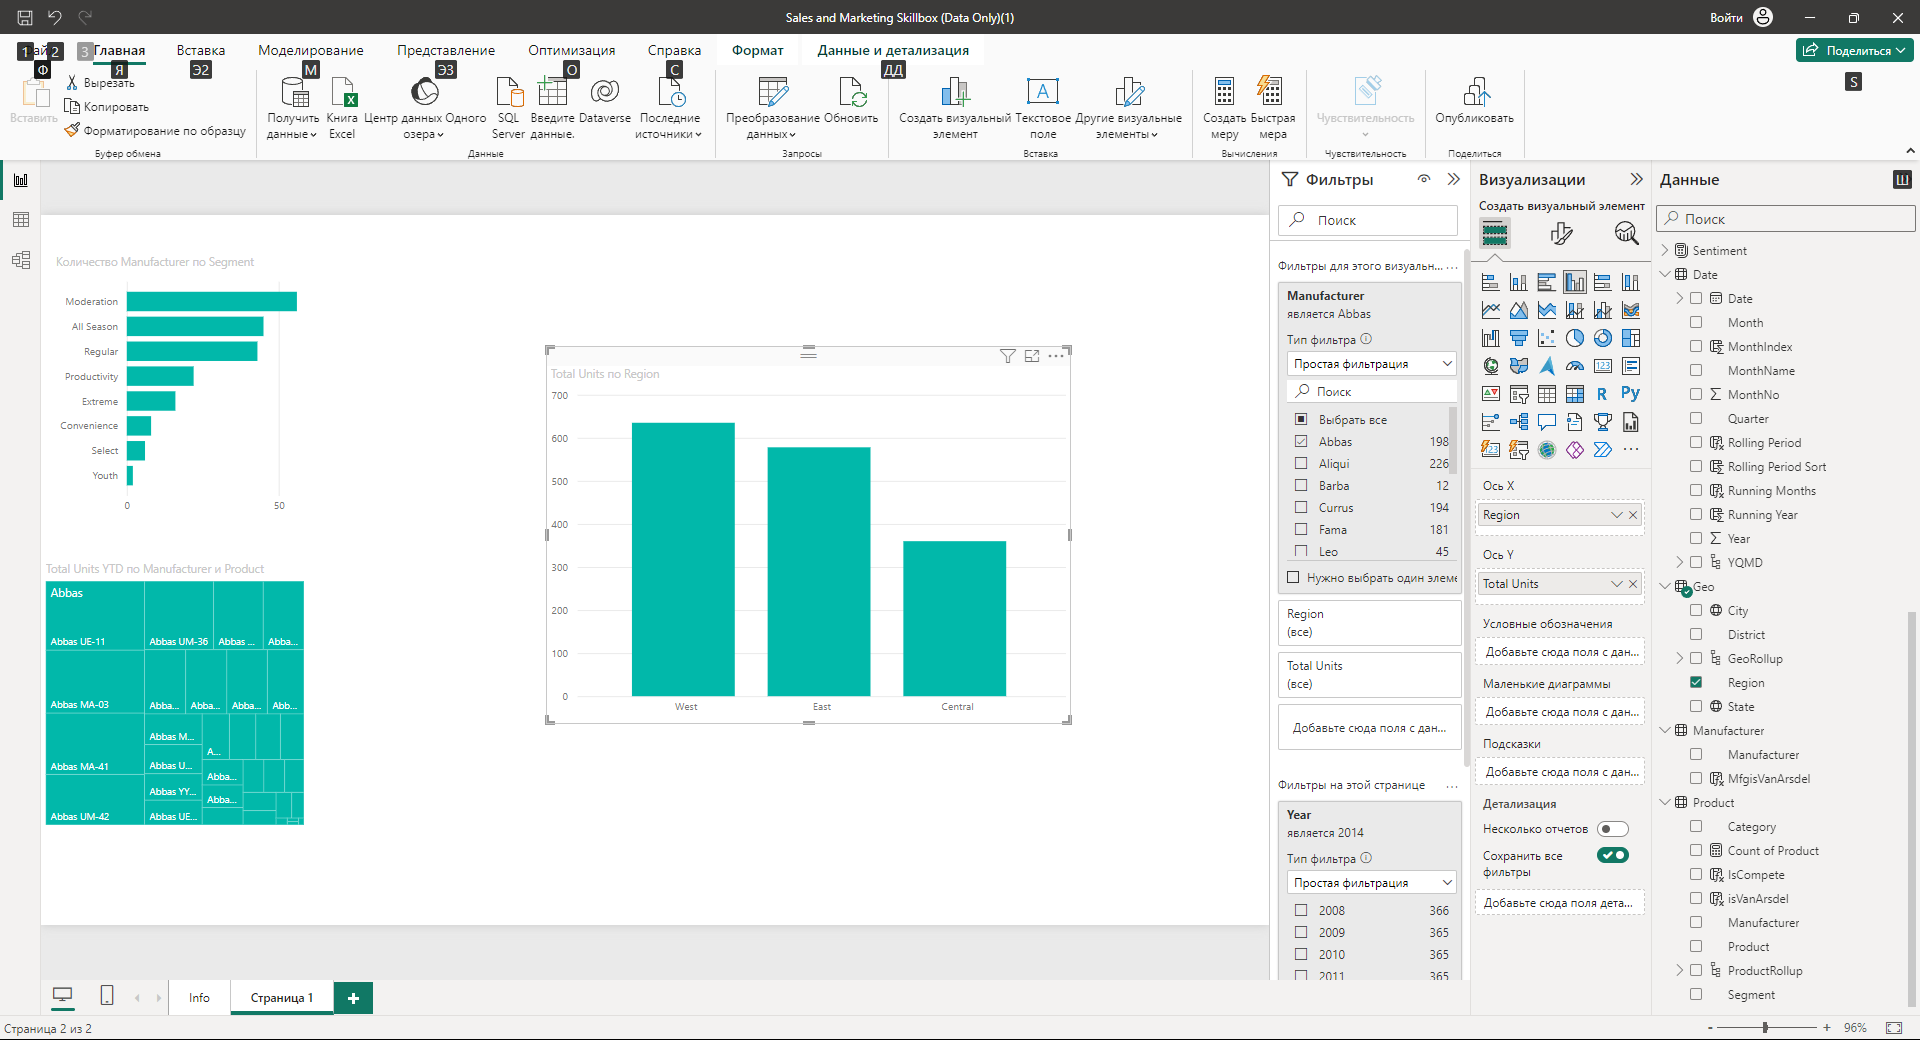 Sales and Marketing Skillbox (Data Only)(1)
Войти
1
2
3
Главная
Вставка
Моделирование
Представление
Оптимизация
Справка
Формат
Данные и детализация
Поделиться
Ф
Я
Э2
М
Э3
О
С
ДД
S
Вставить
Вырезать
Копировать
Форматирование по образцу
Буфер обмена
Получить данные
Книга Excel
Центр данных Одного озера
SQL Server
Введите данные.
Dataverse
Последние источники
Данные
Преобразование данных
Обновить
Запросы
Создать визуальный элемент
Текстовое поле
Другие визуальные элементы
Вставка
Создать меру
Быстрая мера
Вычисления
Чувствительность
Чувствительность
Опубликовать
Поделиться
Количество Manufacturer по Segment
Moderation
All Season
Regular
Productivity
Extreme
Convenience
Select
Youth
0
50
Total Units YTD по Manufacturer и Product
Abbas
Abbas UE-11
Abbas UM-36
Abbas ...
Abba...
Abbas MA-03
Abba...
Abba...
Abba...
Abb...
Abbas MA-41
Abbas M...
A...
Abbas U...
Abba...
Abbas UM-42
Abbas YY...
Abba...
Abbas UE...
Total Units по Region
700
600
500
400
300
200
100
0
West
East
Central
Фильтры
Поиск
Фильтры для этого визуальн... ...
Manufacturer
является Abbas
Тип фильтра
Простая фильтрация
Поиск
Выбрать все
Abbas 198
Aliqui 226
Barba 12
Currus 194
Fama 181
Leo 45
Нужно выбрать один элеме
Region
(все)
Total Units
(все)
Добавьте сюда поля с дан...
Фильтры на этой странице ...
Year
является 2014
Тип фильтра
Простая фильтрация
2008 366
2009 365
2010 365
2011 365
Визуализации
Создать визуальный элемент
123
R
Py
123
...
Ось X
Region
Ось Y
Total Units
Условные обозначения
Добавьте сюда поля с дан...
Маленькие диаграммы
Добавьте сюда поля с дан...
Подсказки
Добавьте сюда поля с дан...
Детализация
Несколько отчетов
Сохранить все фильтры
Добавьте сюда поля дета...
Данные
Ш
Поиск
Sentiment
Date
Date
Month
MonthIndex
MonthName
MonthNo
Quarter
Rolling Period
Rolling Period Sort
Running Months
Running Year
Year
YQMD
Geo
City
District
GeoRollup
Region
State
Manufacturer
Manufacturer
MfgisVanArsdel
Product
Category
Count of Product
IsCompete
isVanArsdel
Manufacturer
Product
ProductRollup
Segment
Info
Страница 1
Страница 2 из 2
- + 96%